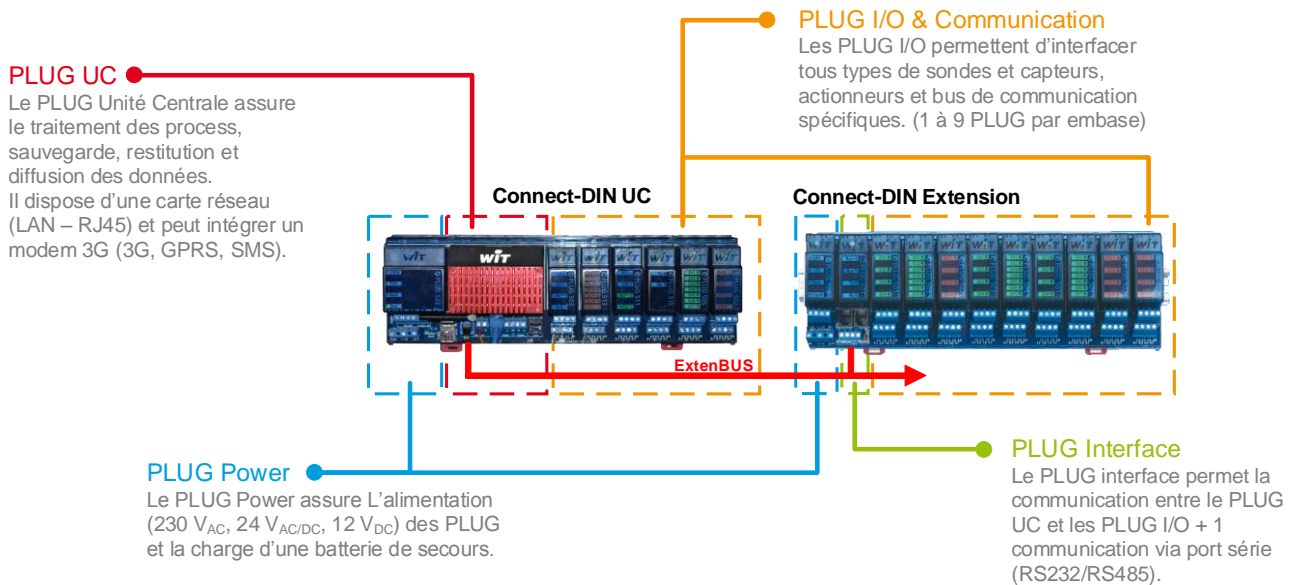 PLUG I/O & Communication
Les PLUG I/O permettent d'interfacer
tous types de sondes et capteurs,
actionneurs et bus de communication
spécifiques. (1 à 9 PLUG par embase)
PLUG UC
Le PLUG Unité Centrale assure
le traitement des process,
sauvegarde, restitution et
diffusion des données.
Il dispose d'une carte réseau
(LAN – RJ45) et peut intégrer un
modem 3G (3G, GPRS, SMS).
Connect-DIN UC
Connect-DIN Extension
WiT
WiT
ExtenBUS
PLUG Power
Le PLUG Power assure L'alimentation
(230 VAC, 24 VAC/DC, 12 VDC) des PLUG
et la charge d'une batterie de secours.
PLUG Interface
Le PLUG interface permet la
communication entre le PLUG
UC et les PLUG I/O + 1
communication via port série
(RS232/RS485).